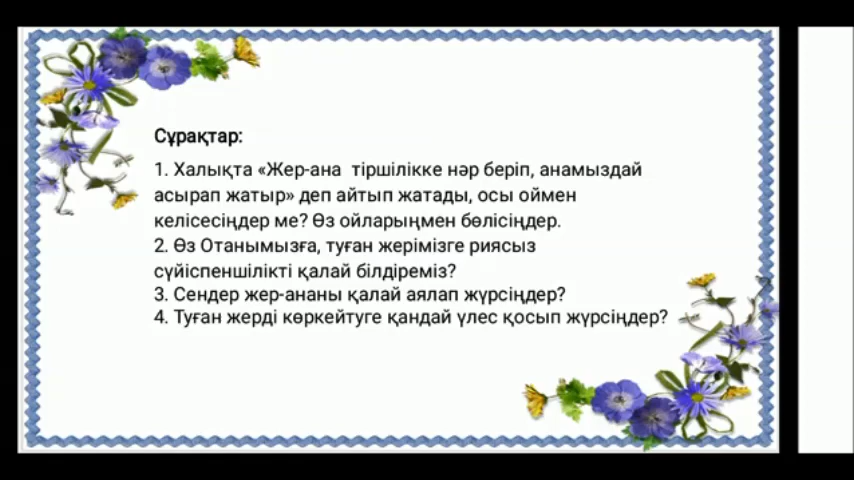 Сұрақтар:
1. Халықта «Жер-ана тіршілікке нәр беріп, анамыздай
асырап жатыр» деп айтып жатады, осы оймен
келісесіңдер ме? Өз ойларыңмен бөлісіңдер.
2. Өз Отанымызға, туған жерімізге риясыз
сүйіспеншілікті қалай білдіреміз?
3. Сендер жер-ананы қалай аялап жүрсіңдер?
4. Туған жерді көркейтуге қандай үлес қосып жүрсіңдер?